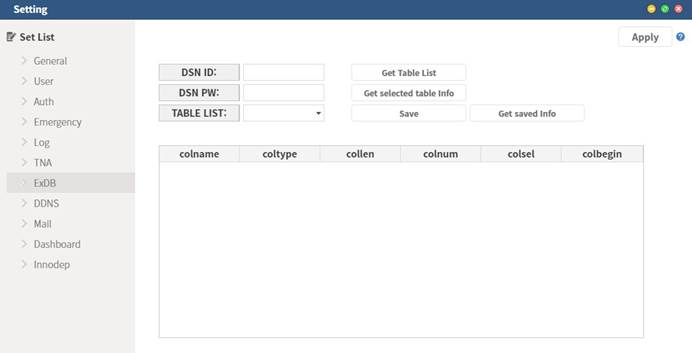 Setting
Set List
General
User
Auth
Emergency
Log
TNA
ExDB
DDNS
Mail
Dashboard
Innodep
Apply ?
DSN ID: Get Table List
DSN PW: Get selected table Info
TABLE LIST: Save Get saved Info
colname coltype collen colnum colsel colbegin